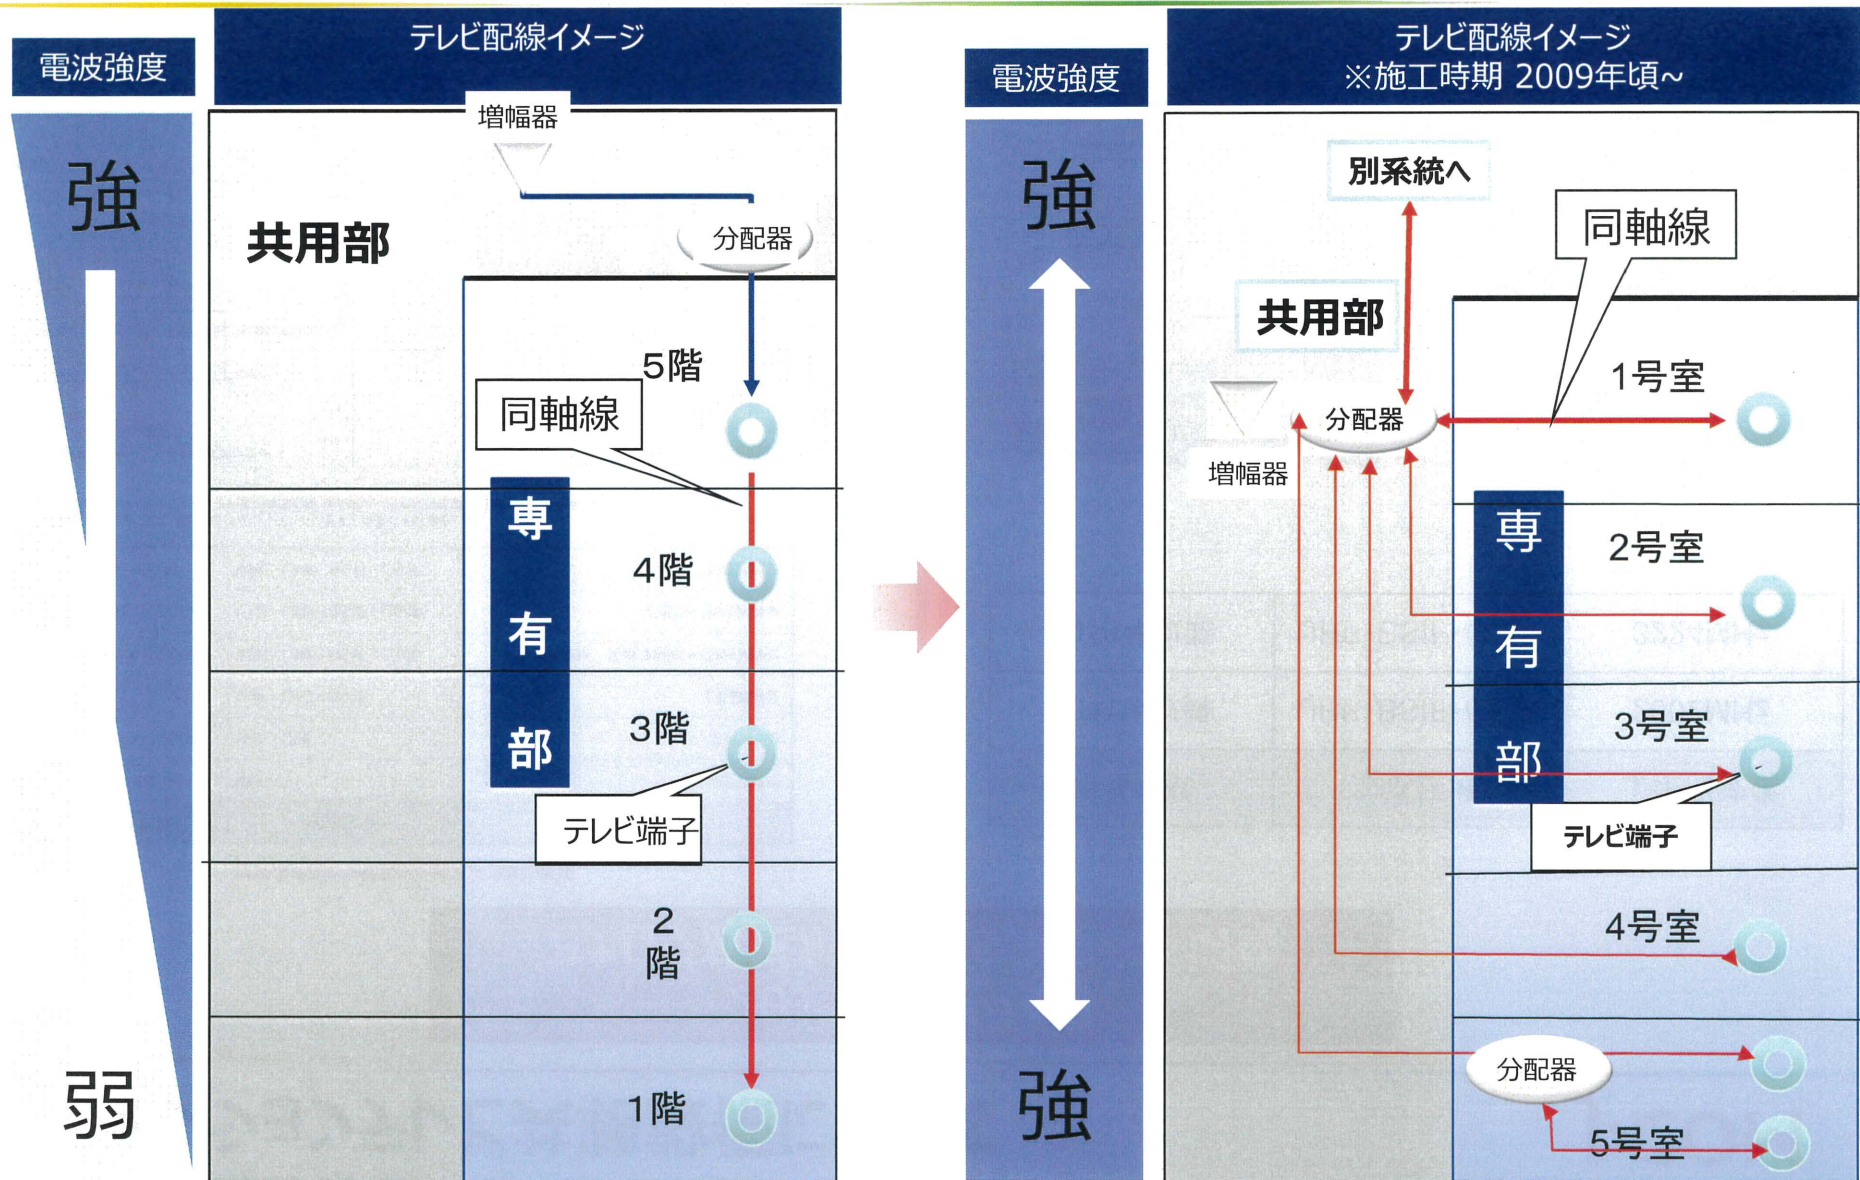 電波強度
テレビ配線イメージ
強
増幅器
共用部
分配器
5階
同軸線
専有部
4階
3階
テレビ端子
2
階
弱
1階
電波強度
テレビ配線イメージ
※施工時期 2009年頃~
強
別系統へ
同軸線
共用部
1号室
分配器
増幅器
専有部
2号室
3号室
テレビ端子
4号室
強
分配器
5号室